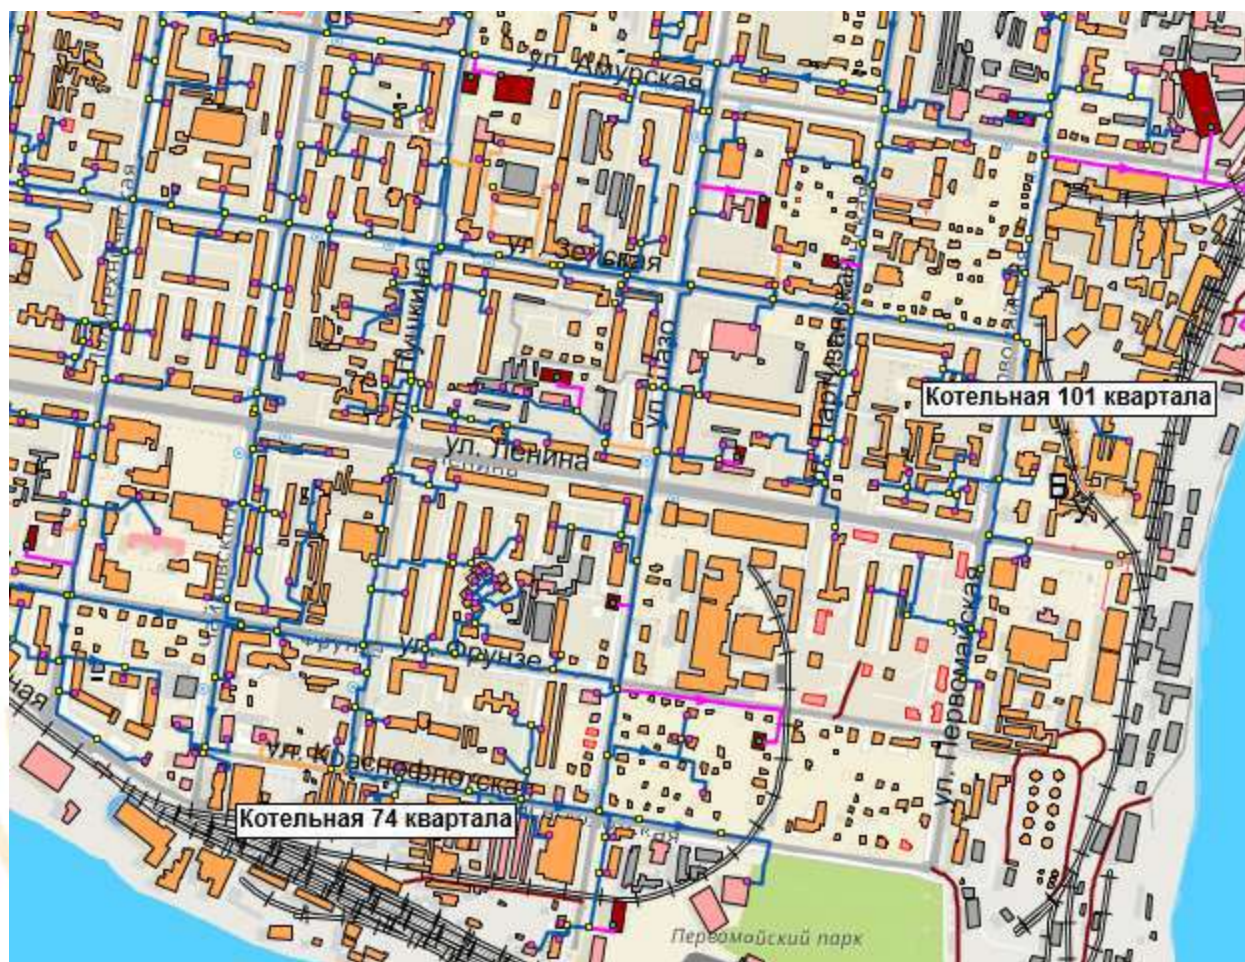 ул. Амурская
ул. Зейская
ул. Пушкина
ул. Лазо
Партизанская
Котельная 101 квартала
ул. Ленина
Ленина
ул. Фрунзе
ул. Первомайская
ул. Краснофлотская
Котельная 74 квартала
Первомайский парк